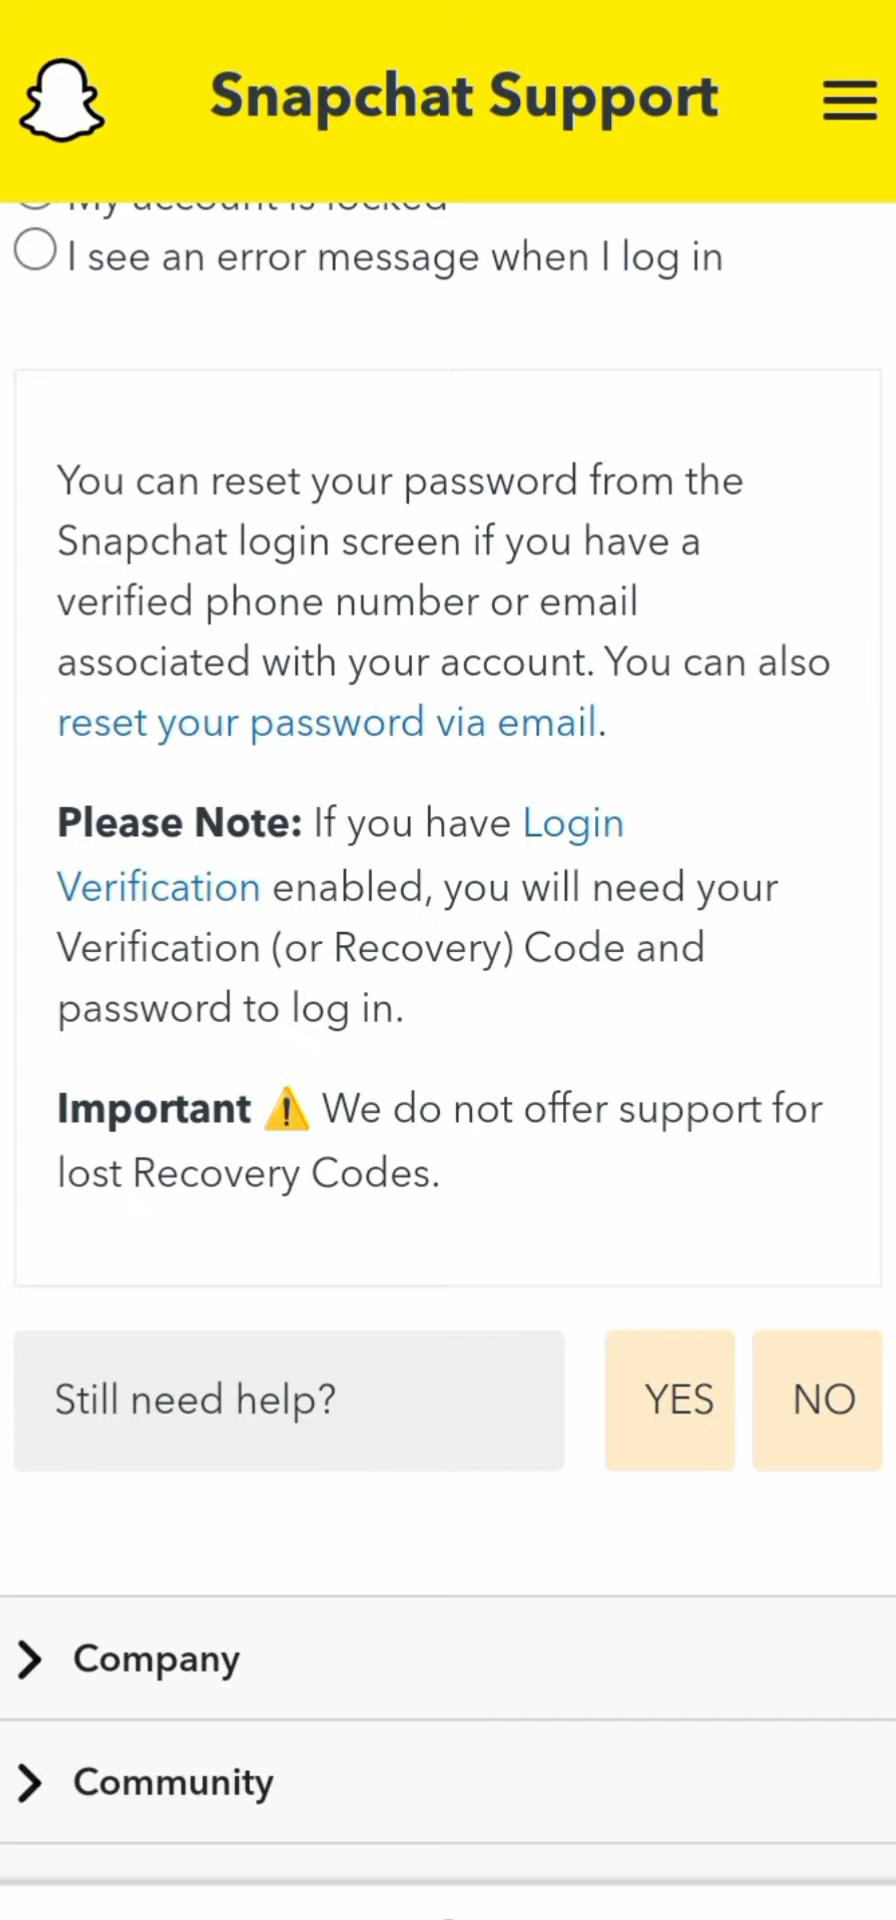 Snapchat Support
My account is locked
I see an error message when I log in
You can reset your password from the
Snapchat login screen if you have a
verified phone number or email
associated with your account. You can also
reset your password via email.
Please Note: If you have Login
Verification enabled, you will need your
Verification (or Recovery) Code and
password to log in.
Important ⚠️ We do not offer support for
lost Recovery Codes.
Still need help? YES NO
Company
Community